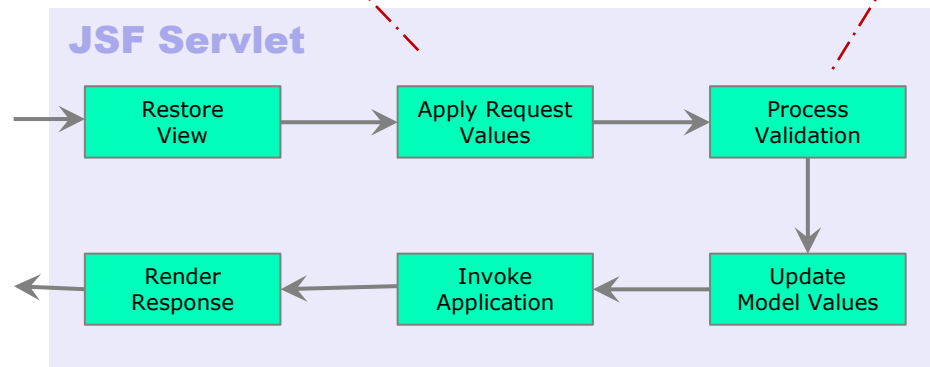 JSF Servlet
Restore
View
Apply Request
Values
Process
Validation
Render
Response
Invoke
Application
Update
Model Values